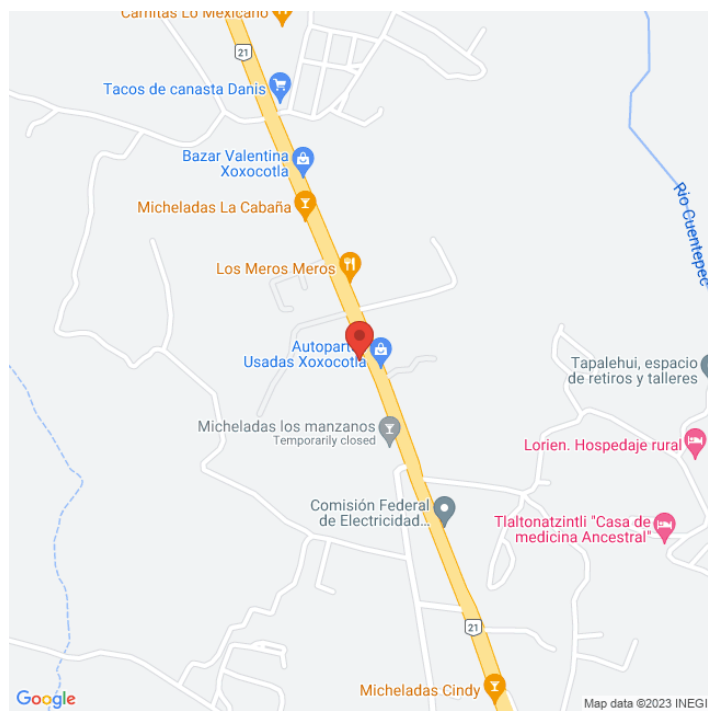 Carnitas Lo Mexicano
21
Tacos de canasta Danis
Bazar Valentina
Xoxocotla
Micheladas La Cabaña
Rio Cuentepec
Los Meros Meros
Autopartes
Usadas Xoxocotla
Tapalehui, espacio
de retiros y talleres
Micheladas los manzanos
Temporarily closed
Lorien. Hospedaje rural
Comisión Federal
de Electricidad...
Tlaltonatzintli "Casa de
medicina Ancestral"
21
Micheladas Cindy
Google
Map data ©2023 INEGI